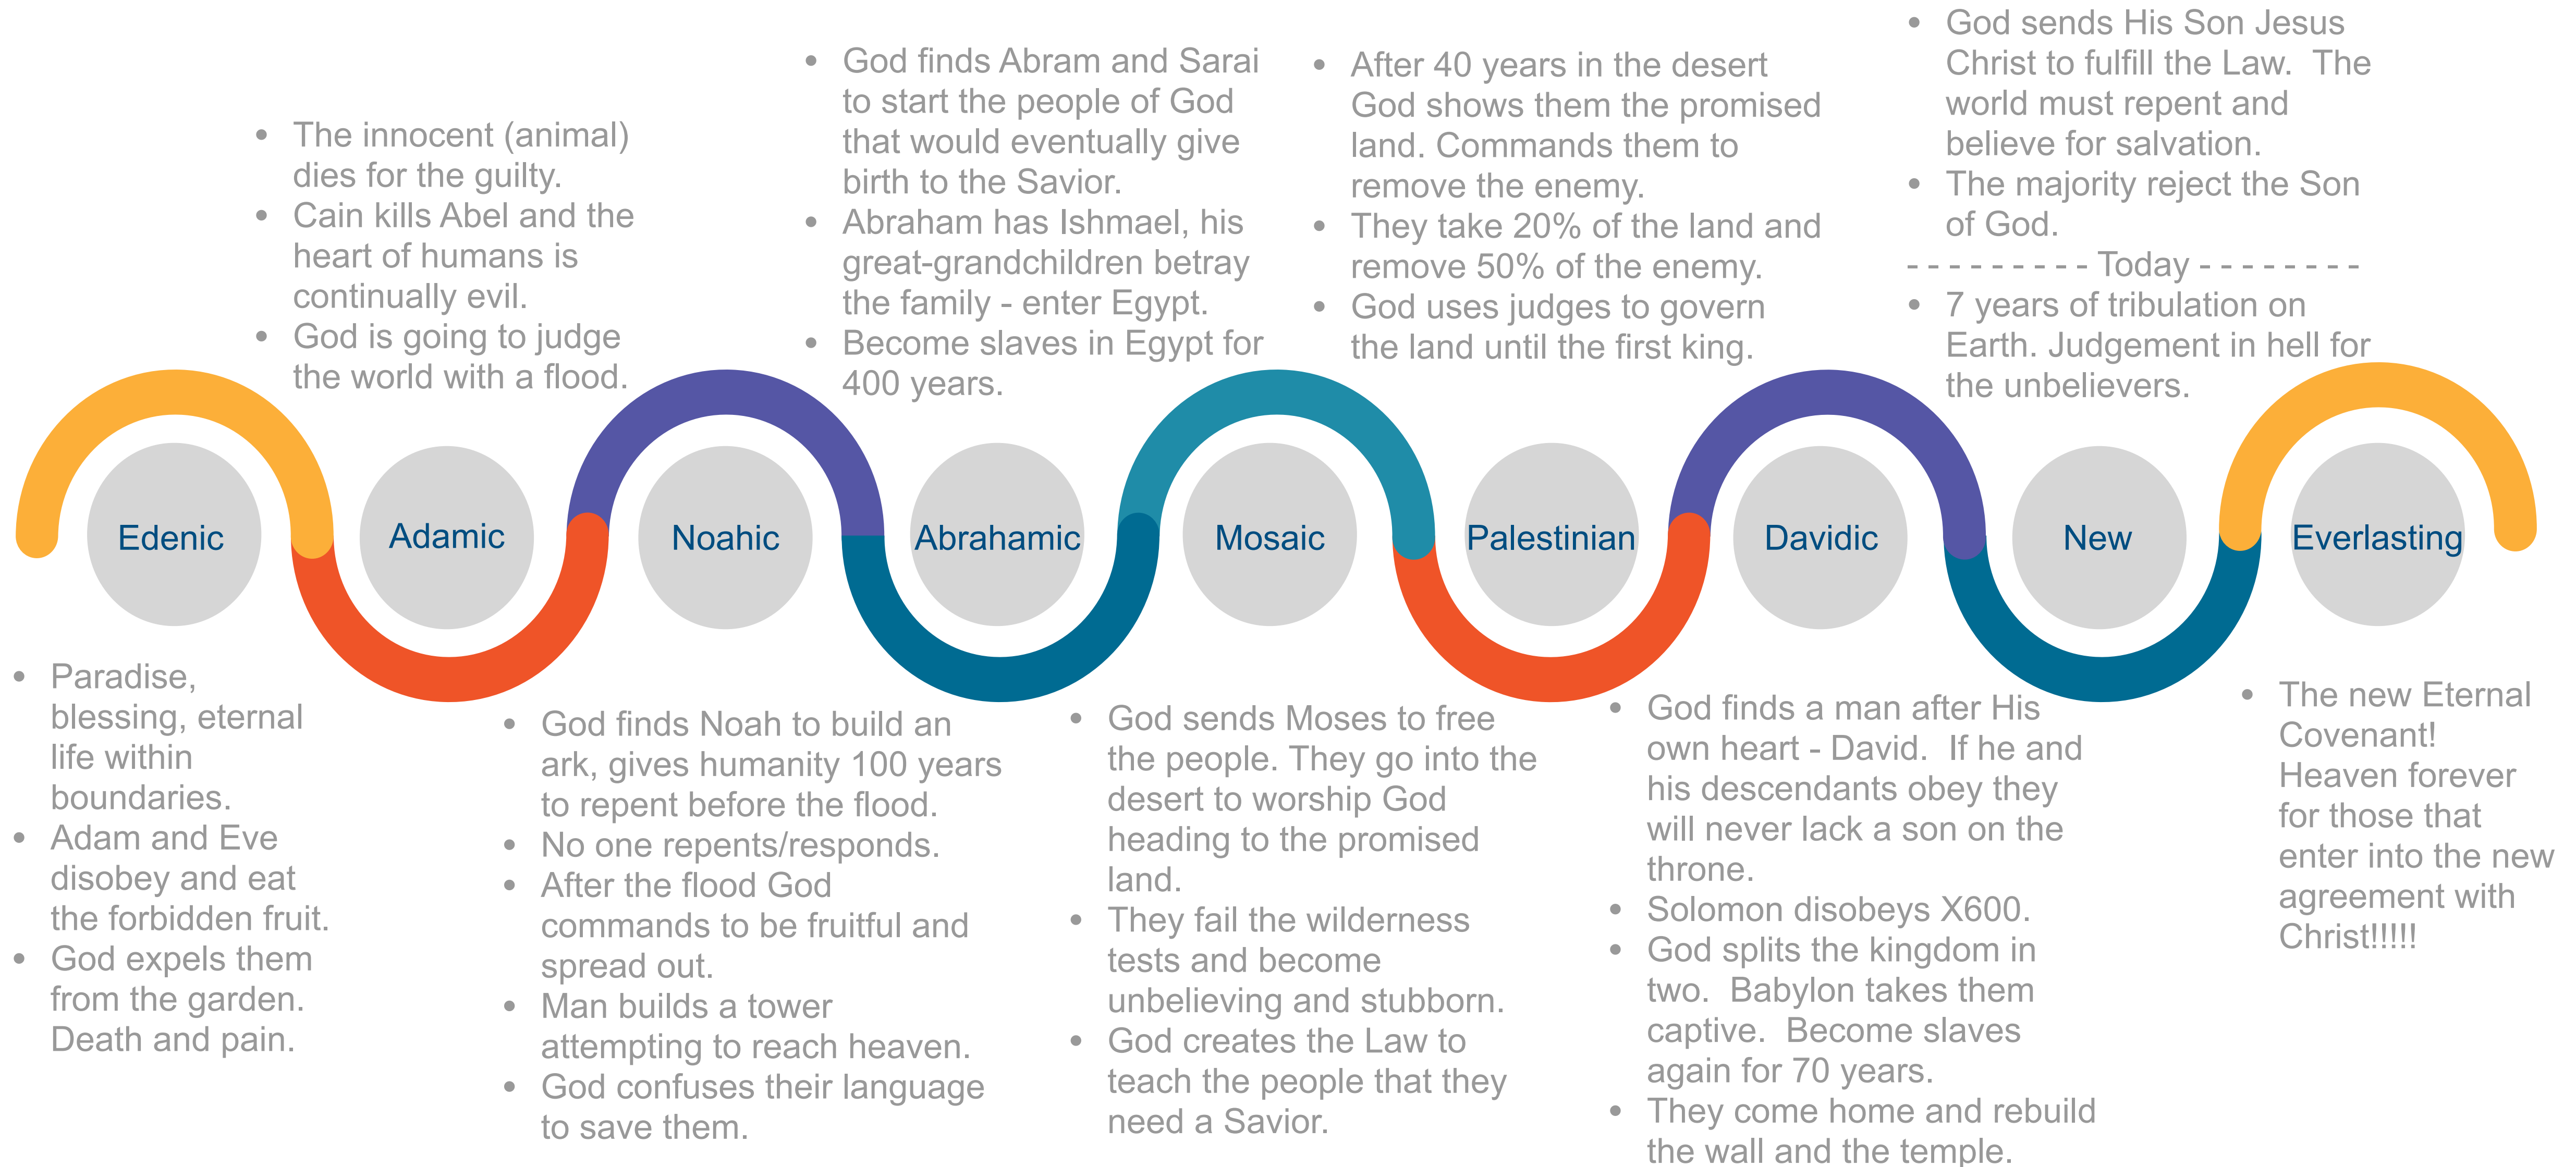 • The innocent (animal)
dies for the guilty.
• Cain kills Abel and the
heart of humans is
continually evil.
• God is going to judge
the world with a flood.
• God finds Abram and Sarai
to start the people of God
that would eventually give
birth to the Savior.
• Abraham has Ishmael, his
great-grandchildren betray
the family - enter Egypt.
• Become slaves in Egypt for
400 years.
• After 40 years in the desert
God shows them the promised
land. Commands them to
remove the enemy.
• They take 20% of the land and
remove 50% of the enemy.
• God uses judges to govern
the land until the first king.
• God sends His Son Jesus
Christ to fulfill the Law.  The
world must repent and
believe for salvation.
• The majority reject the Son
of God.
- - - - - - - - - Today - - - - - - - -
• 7 years of tribulation on
Earth. Judgement in hell for
the unbelievers.
Edenic
Adamic
Noahic
Abrahamic
Mosaic
Palestinian
Davidic
New
Everlasting
• Paradise,
blessing, eternal
life within
boundaries.
• Adam and Eve
disobey and eat
the forbidden fruit.
• God expels them
from the garden.
Death and pain.
• God finds Noah to build an
ark, gives humanity 100 years
to repent before the flood.
• No one repents/responds.
• After the flood God
commands to be fruitful and
spread out.
• Man builds a tower
attempting to reach heaven.
• God confuses their language
to save them.
• God sends Moses to free
the people. They go into the
desert to worship God
heading to the promised
land.
• They fail the wilderness
tests and become
unbelieving and stubborn.
• God creates the Law to
teach the people that they
need a Savior.
• God finds a man after His
own heart - David.  If he and
his descendants obey they
will never lack a son on the
throne.
• Solomon disobeys X600.
• God splits the kingdom in
two.  Babylon takes them
captive.  Become slaves
again for 70 years.
• They come home and rebuild
the wall and the temple.
• The new Eternal
Covenant!
Heaven forever
for those that
enter into the new
agreement with
Christ!!!!!